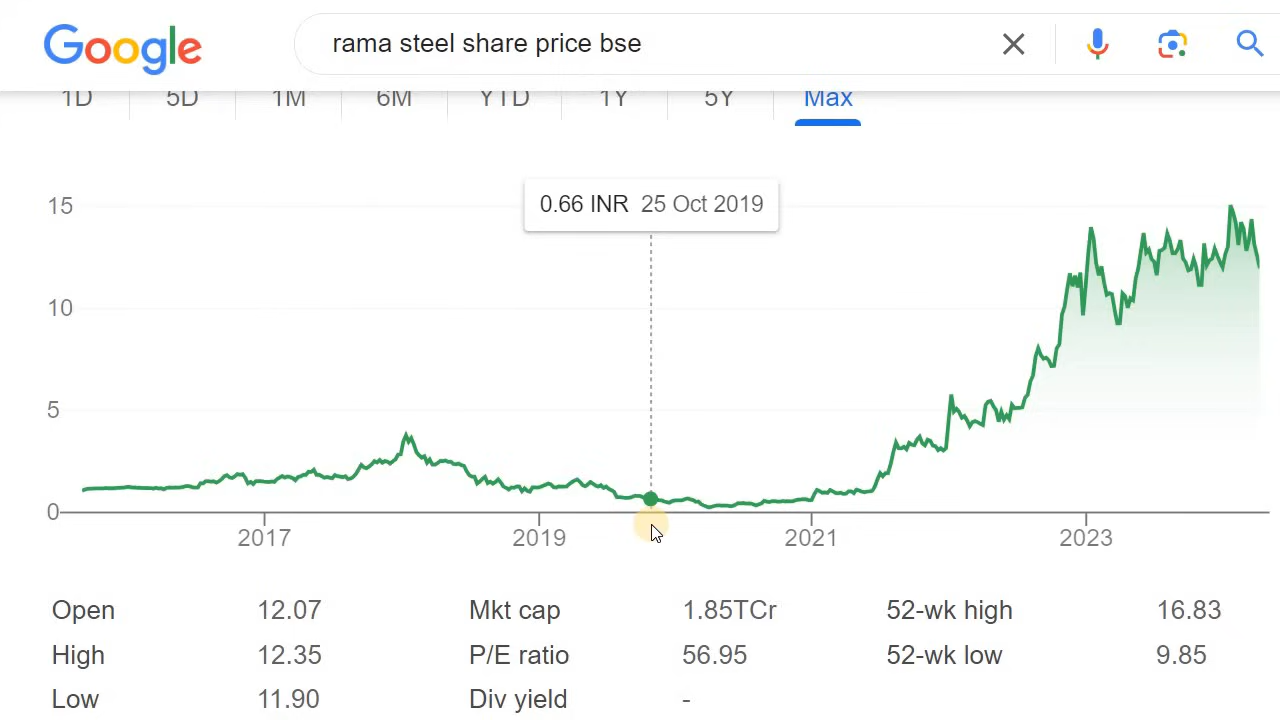 Google
rama steel share price bse
1D 5D 1M 6M YTD 1Y 5Y Max
0.66 INR 25 Oct 2019
15
10
5
0
2017 2019 2021 2023
Open 12.07 Mkt cap 1.85TCr 52-wk high 16.83
High 12.35 P/E ratio 56.95 52-wk low 9.85
Low 11.90 Div yield -